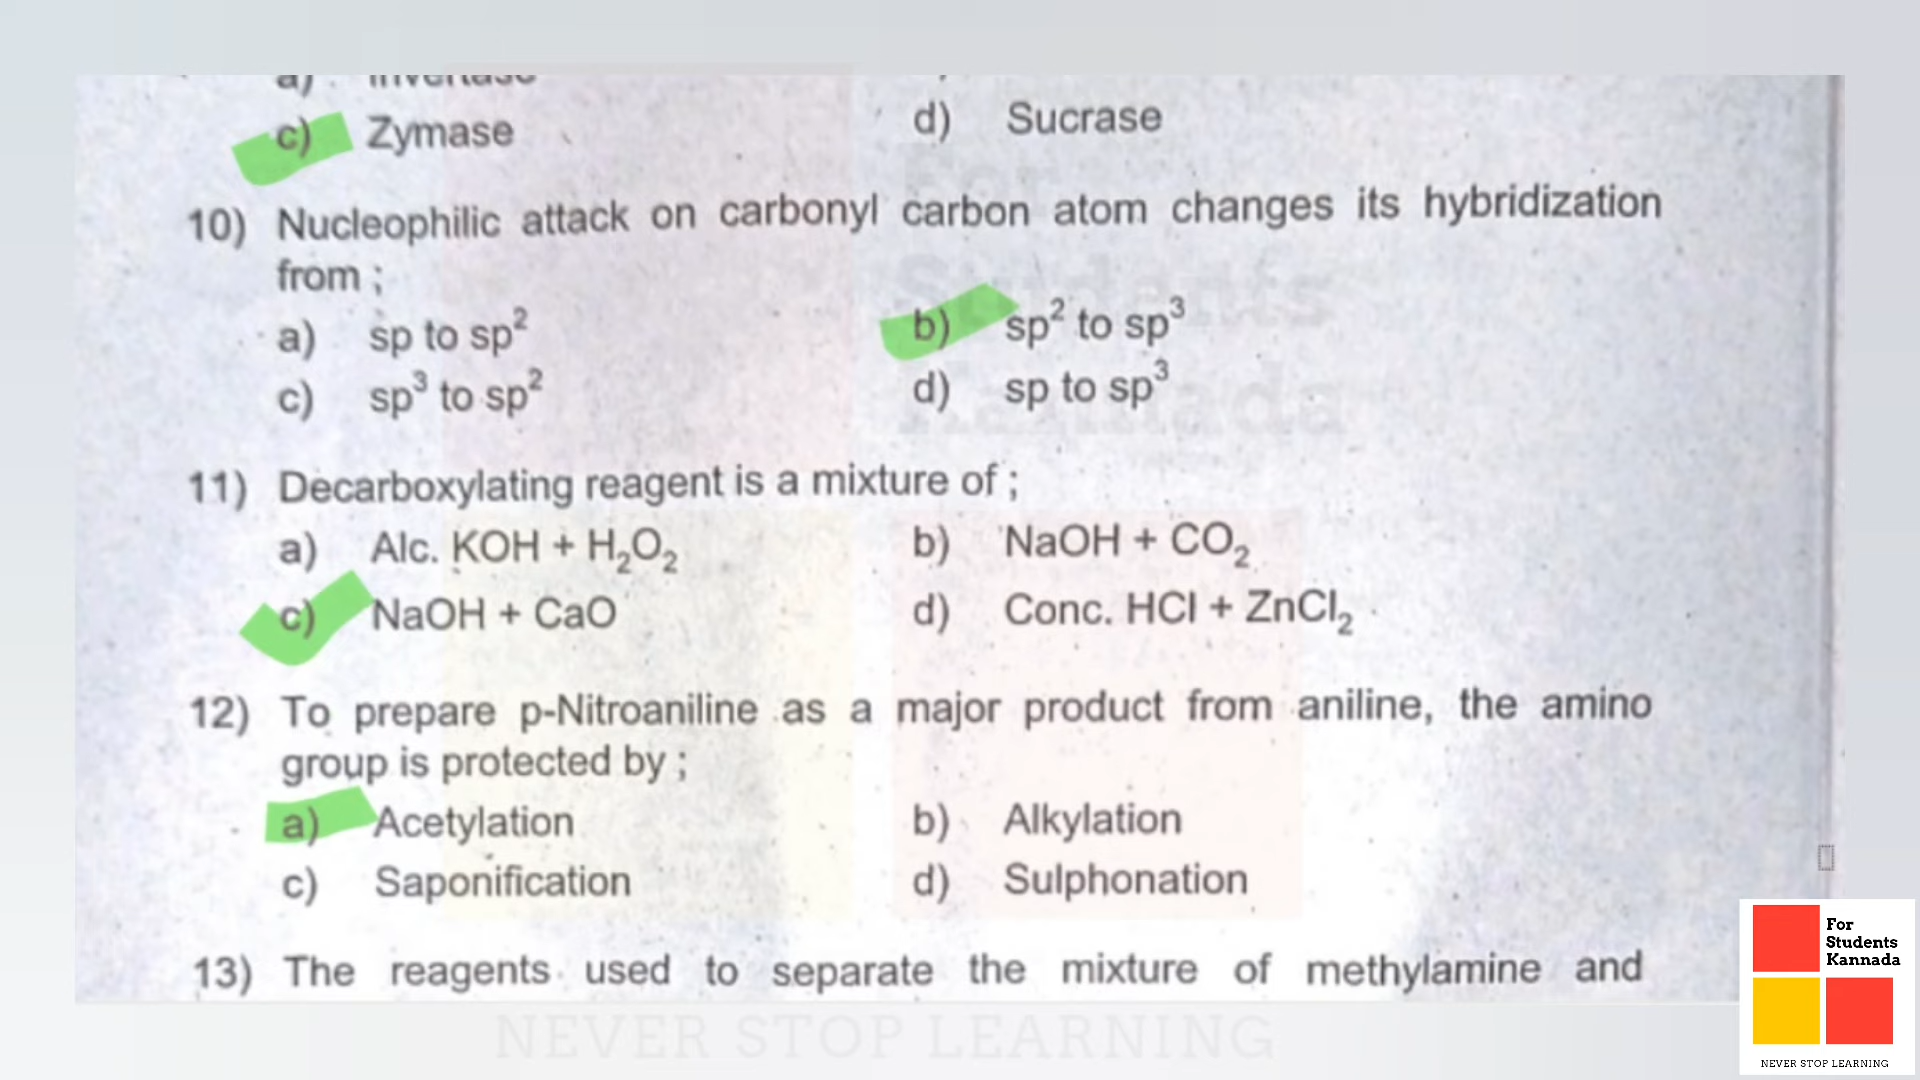 a) Invertase
c) Zymase d) Sucrase
10) Nucleophilic attack on carbonyl carbon atom changes its hybridization
from ;
a) sp to sp² b) sp² to sp³
c) sp³ to sp² d) sp to sp³
11) Decarboxylating reagent is a mixture of ;
a) Alc. KOH + H₂O₂ b) NaOH + CO₂
c) NaOH + CaO d) Conc. HCl + ZnCl₂
12) To prepare p-Nitroaniline as a major product from aniline, the amino
group is protected by ;
a) Acetylation b) Alkylation
c) Saponification d) Sulphonation
13) The reagents used to separate the mixture of methylamine and
For
Students
Kannada
NEVER STOP LEARNING
For
Students
Kannada
NEVER STOP LEARNING